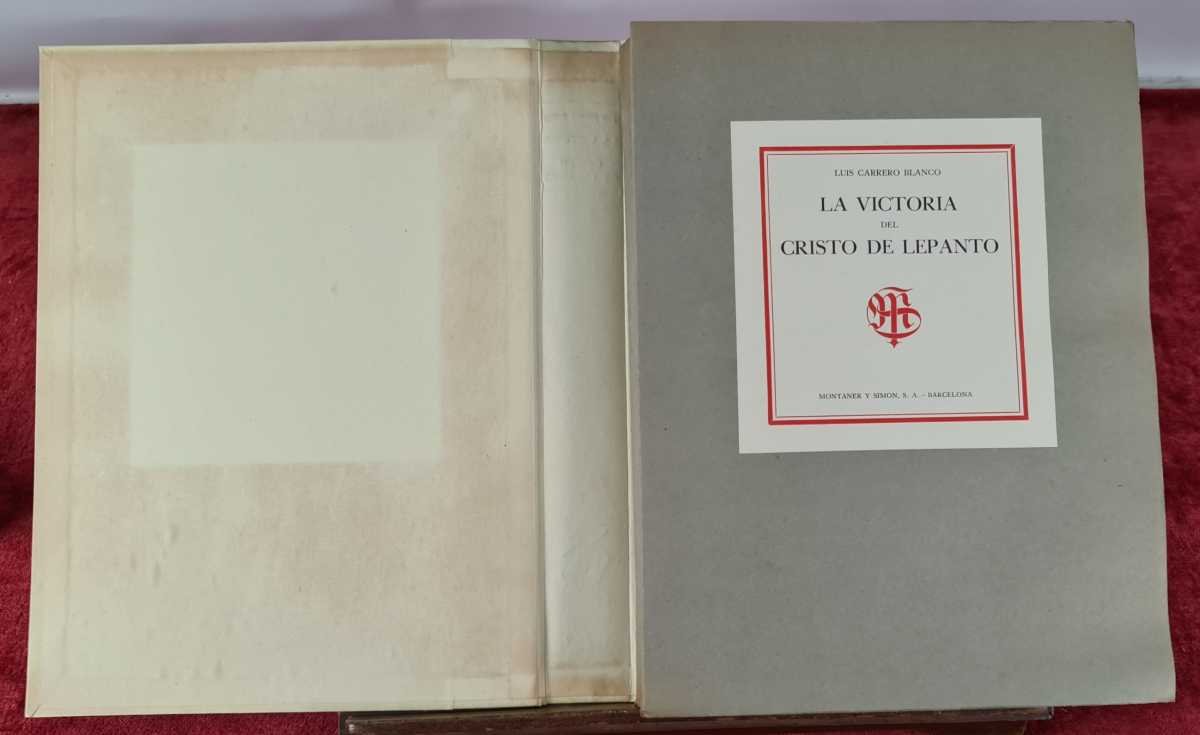 LUIS CARRERO BLANCO
LA VICTORIA
DEL
CRISTO DE LEPANTO
MONTANER Y SIMON, S. A. - BARCELONA